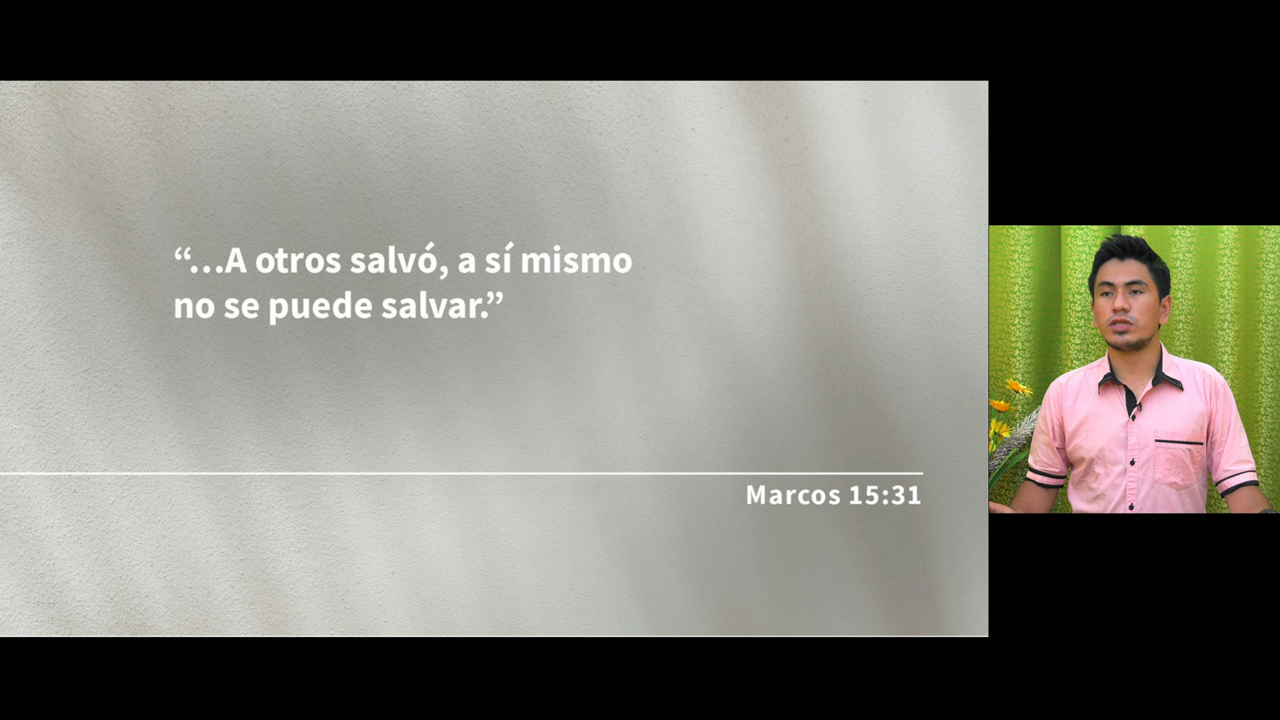 “...A otros salvó, a sí mismo
no se puede salvar.”
Marcos 15:31